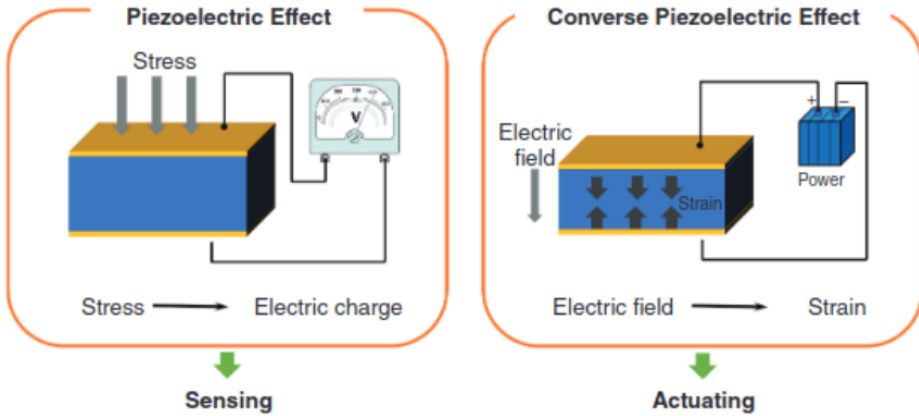 Piezoelectric Effect
Stress
V
Stress Electric charge
Sensing
Converse Piezoelectric Effect
+ −
Electric
field
Power
Strain
Electric field Strain
Actuating